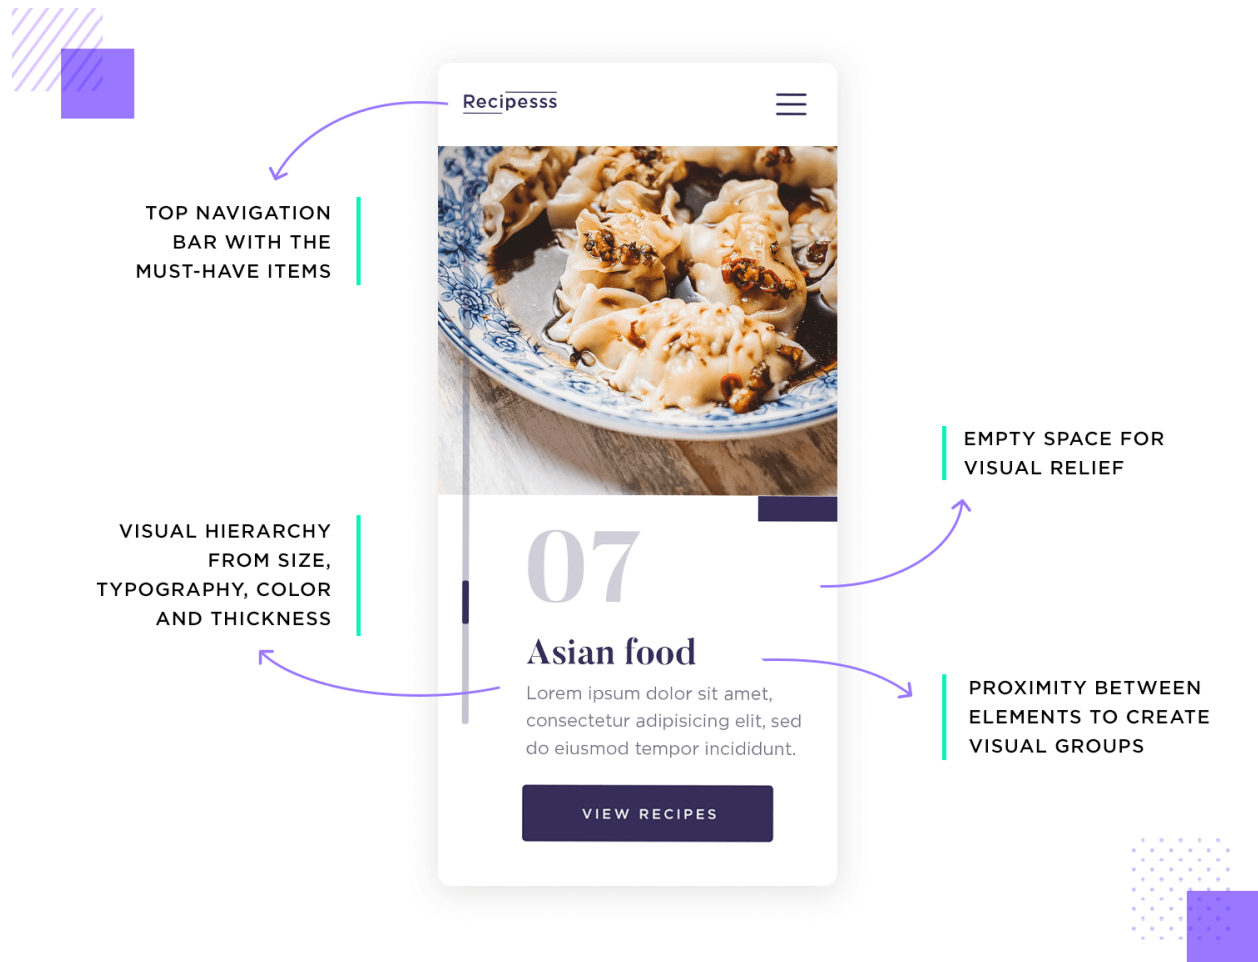 Recipesss
TOP NAVIGATION
BAR WITH THE
MUST-HAVE ITEMS
EMPTY SPACE FOR
VISUAL RELIEF
VISUAL HIERARCHY
FROM SIZE,
TYPOGRAPHY, COLOR
AND THICKNESS
07
Asian food
Lorem ipsum dolor sit amet,
consectetur adipisicing elit, sed
do eiusmod tempor incididunt.
PROXIMITY BETWEEN
ELEMENTS TO CREATE
VISUAL GROUPS
VIEW RECIPES